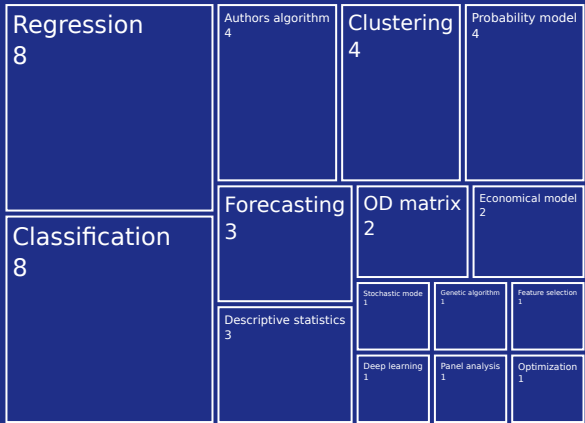 Regression
8
Authors algorithm
4
Clustering
4
Probability model
4
Classification
8
Forecasting
3
OD matrix
2
Economical model
2
Descriptive statistics
3
Stochastic mode
1
Genetic algorithm
1
Feature selection
1
Deep learning
1
Panel analysis
1
Optimization
1